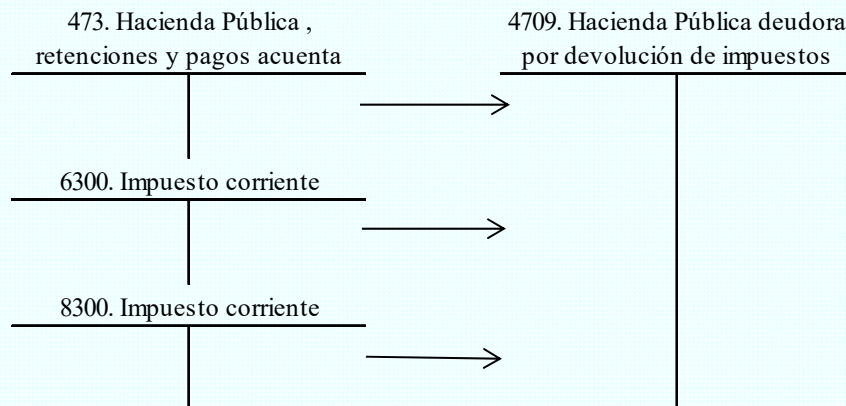 473. Hacienda Pública ,
retenciones y pagos acuenta
4709. Hacienda Pública deudora
por devolución de impuestos
6300. Impuesto corriente
8300. Impuesto corriente